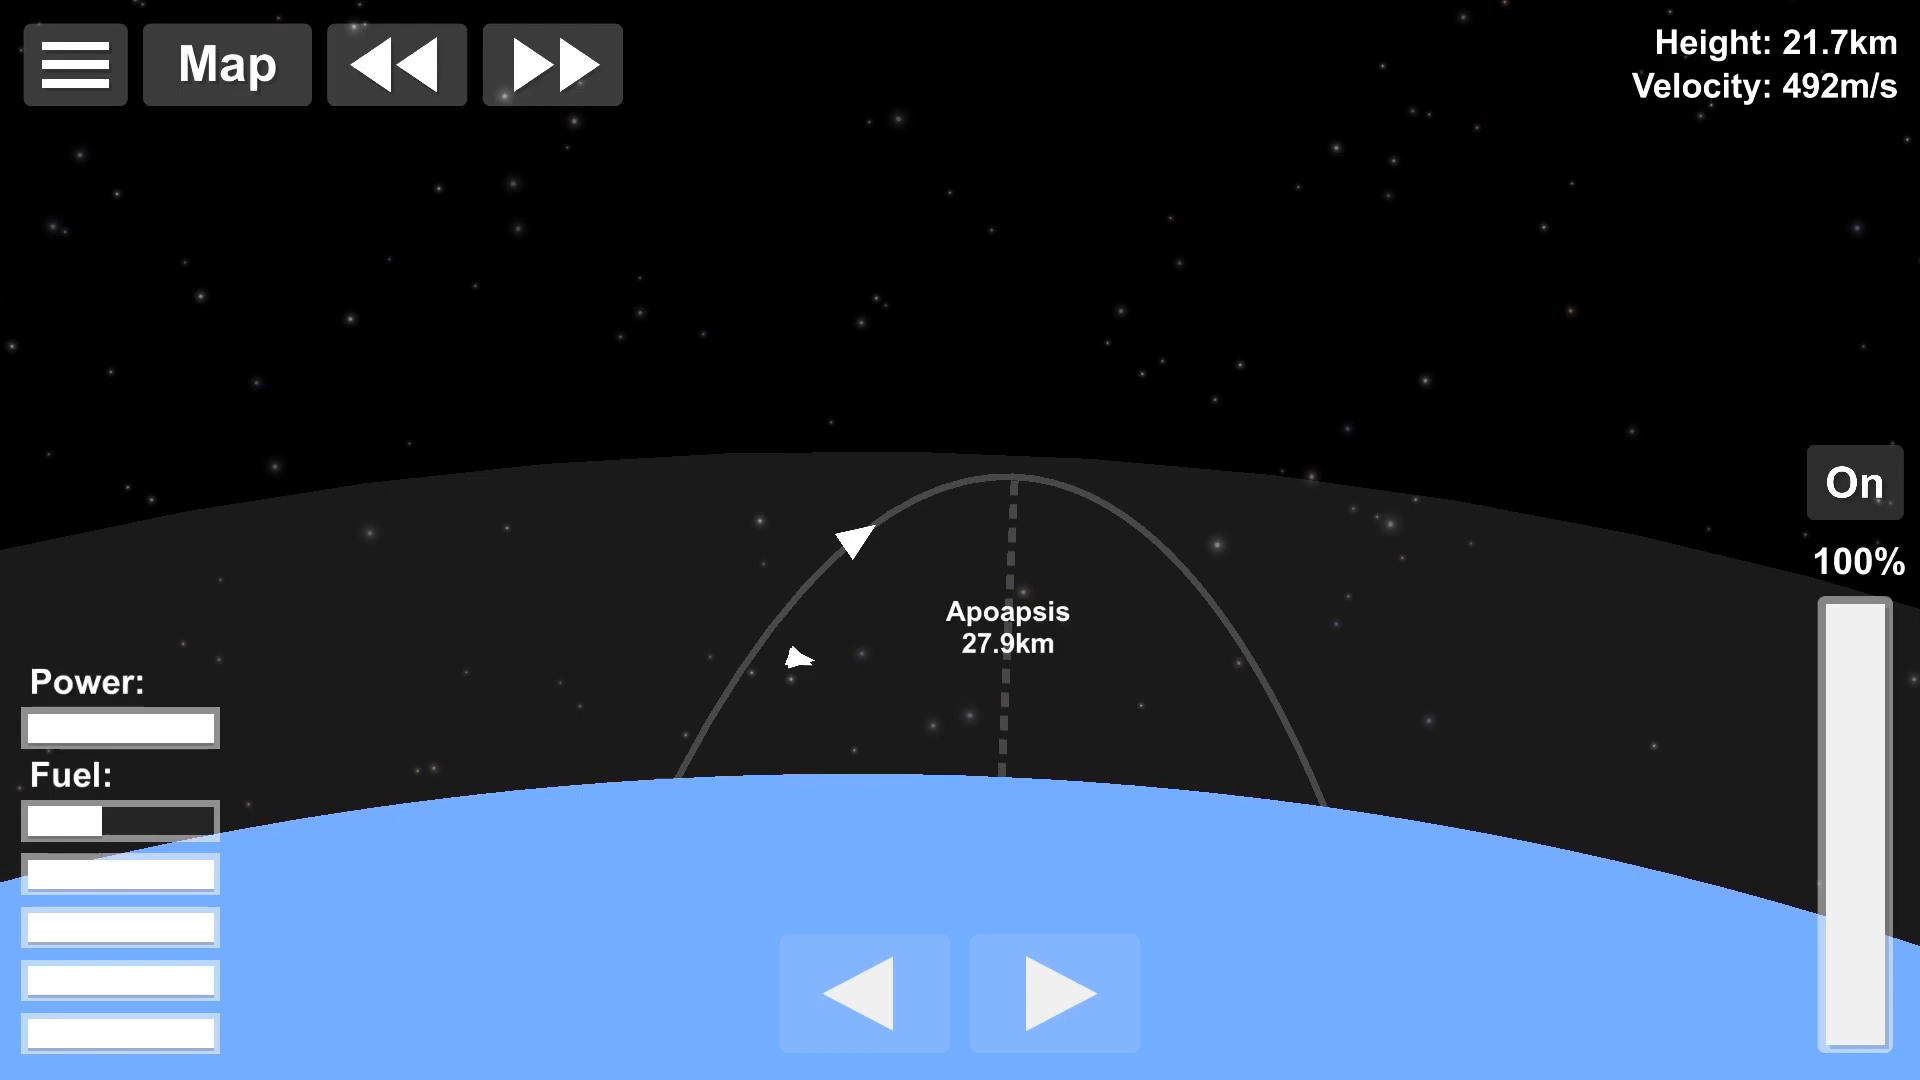 Map
Height: 21.7km
Velocity: 492m/s
On
100%
Apoapsis
27.9km
Power:
Fuel: